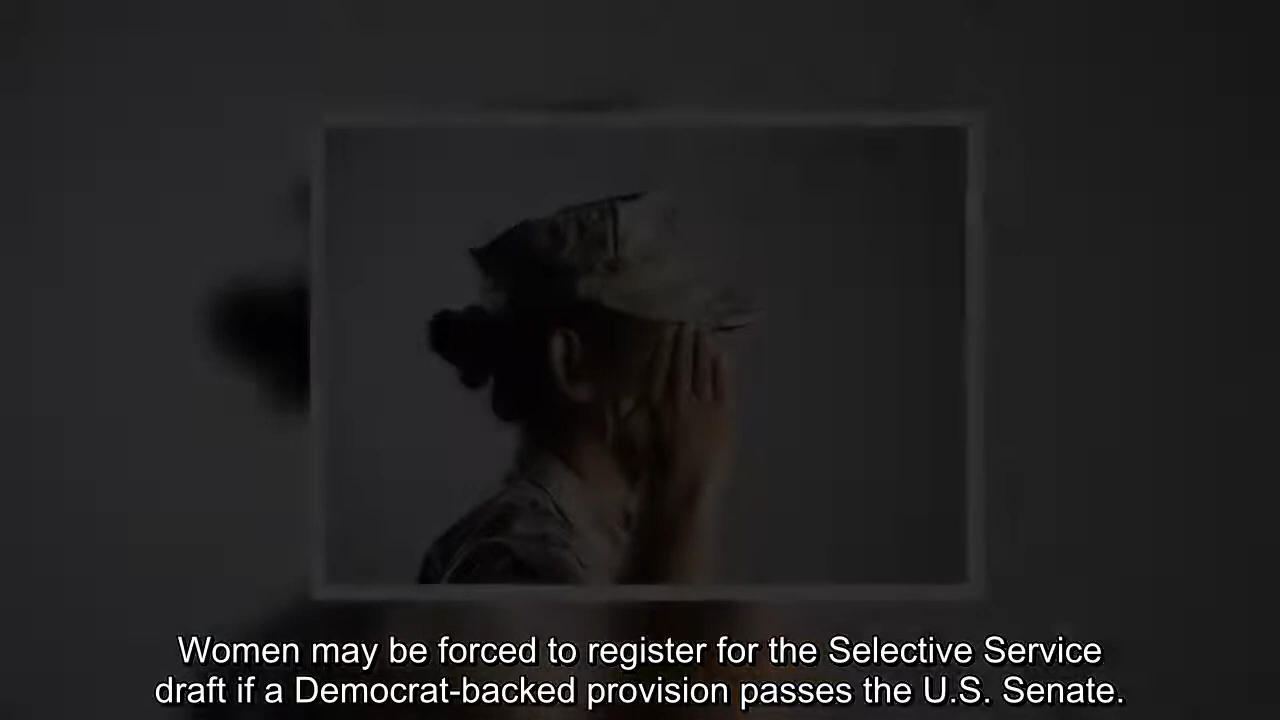 Women may be forced to register for the Selective Service
draft if a Democrat-backed provision passes the U.S. Senate.